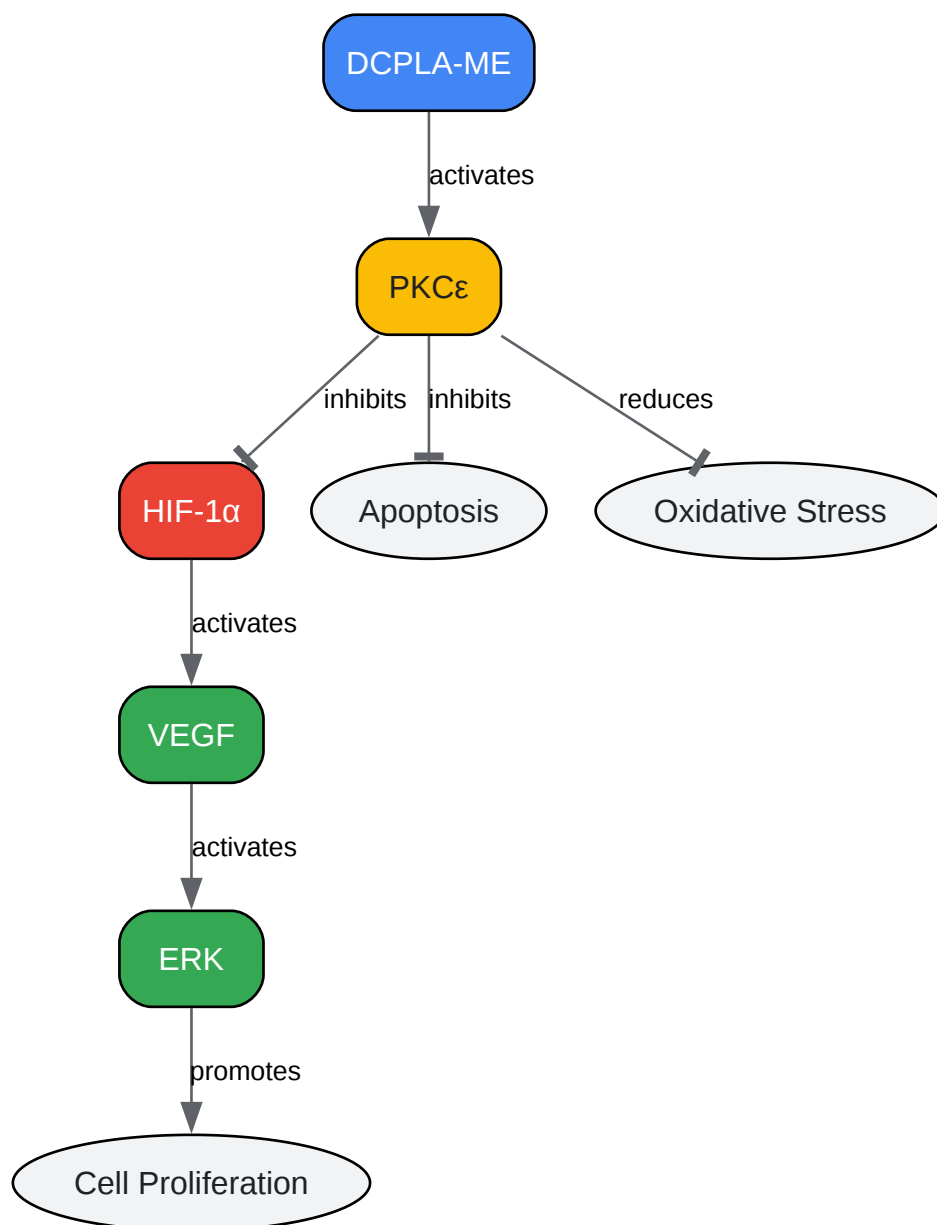 DCPLA-ME
activates
PKCε
inhibits
inhibits
reduces
HIF-1α
Apoptosis
Oxidative Stress
activates
VEGF
activates
ERK
promotes
Cell Proliferation